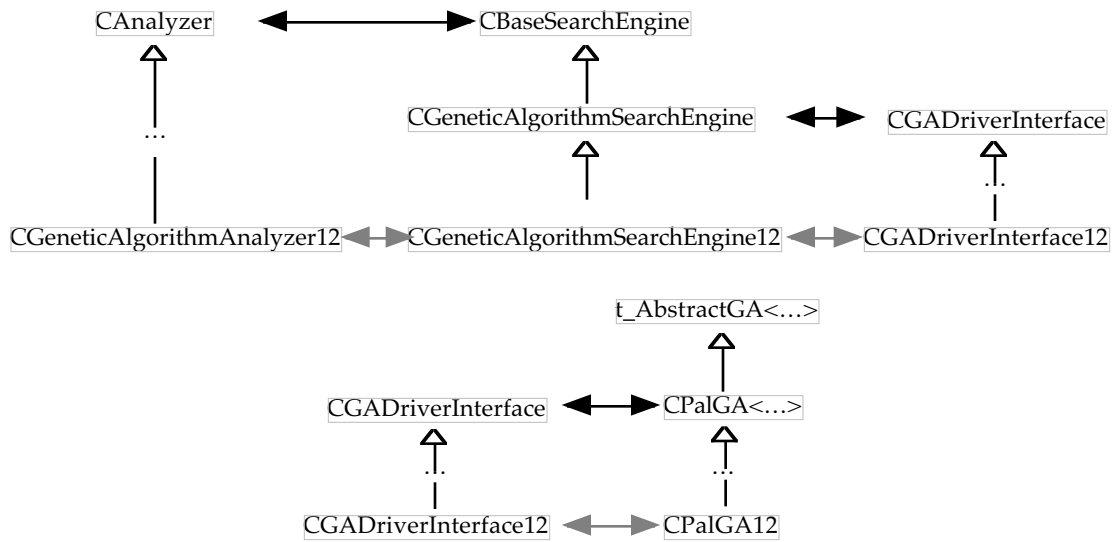 CAnalyzer CBaseSearchEngine
CGeneticAlgorithmSearchEngine CGADriverInterface
…
…
CGeneticAlgorithmAnalyzer12 CGeneticAlgorithmSearchEngine12 CGADriverInterface12
t_AbstractGA<…>
CGADriverInterface CPalGA<…>
… …
CGADriverInterface12 CPalGA12